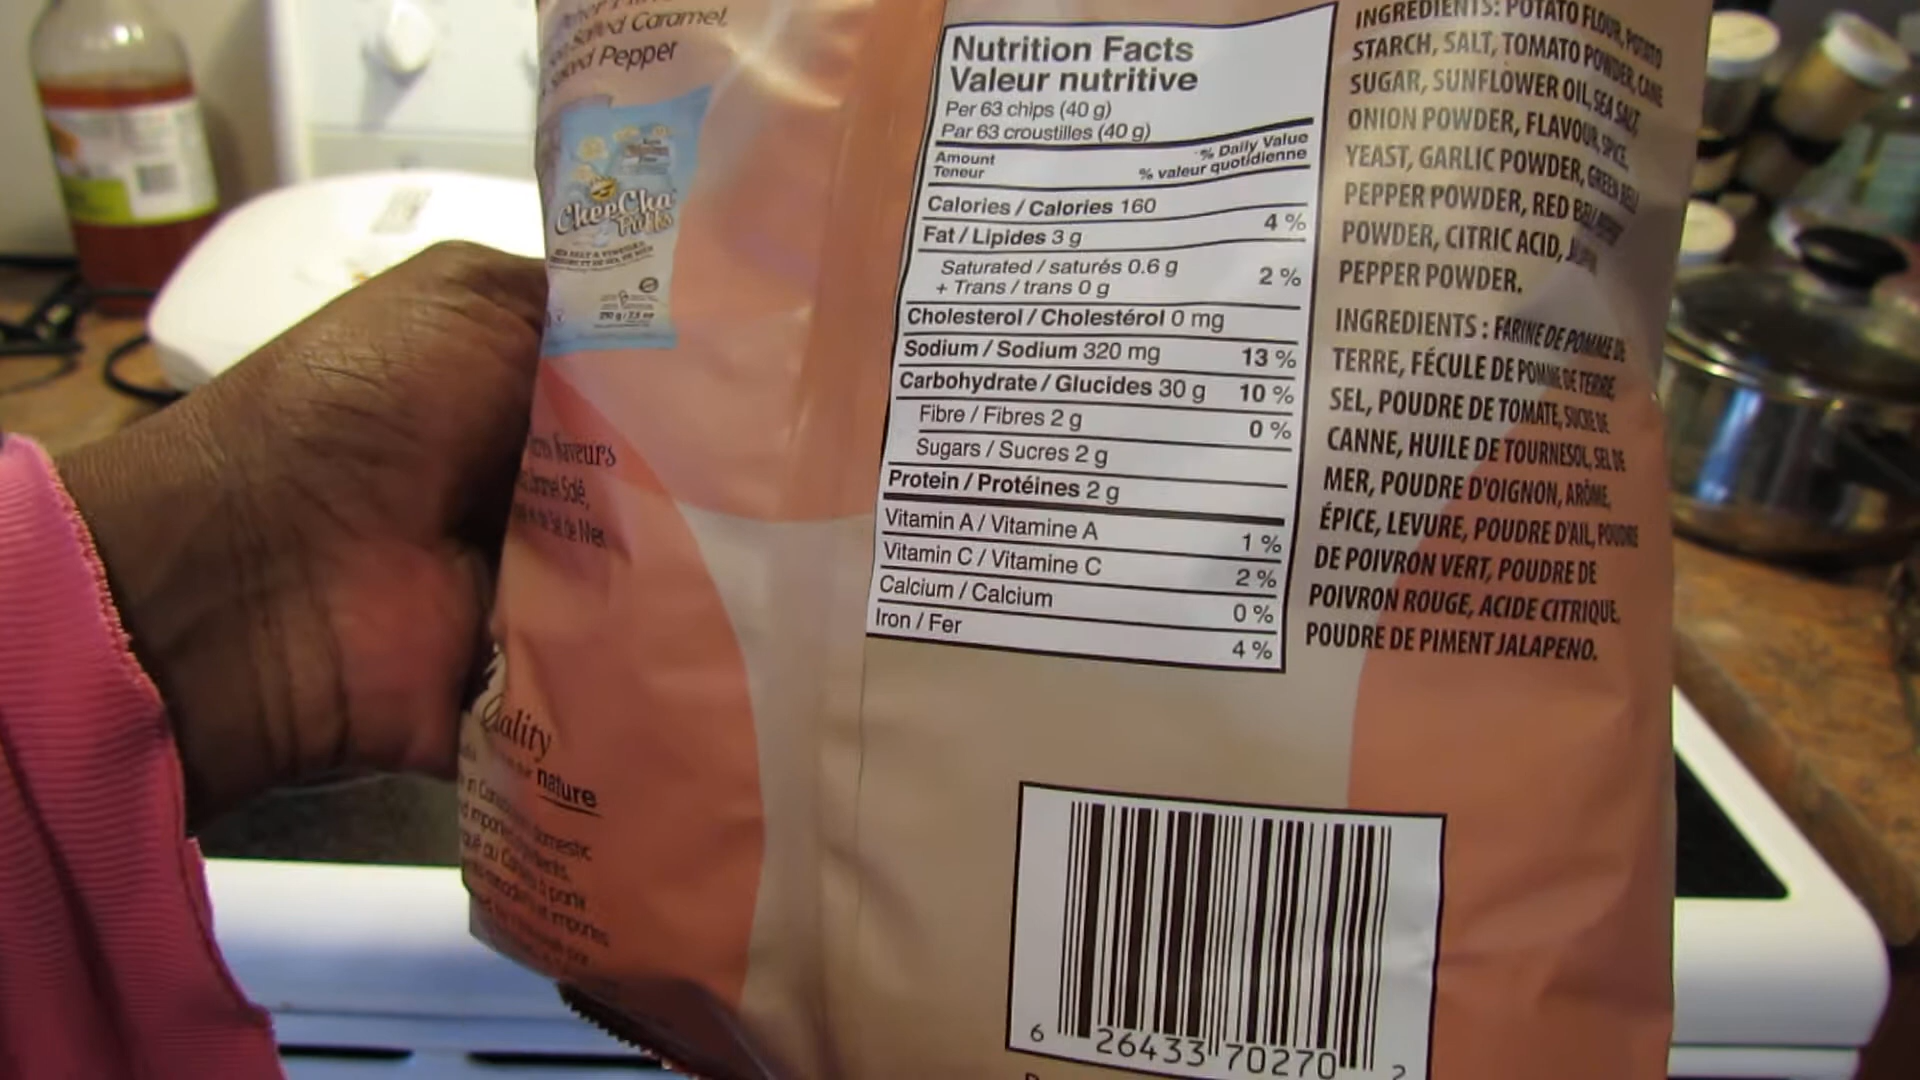 Salted Caramel,
Spiced Pepper
ChepCha
Puffs
Saveurs
Salé,
de Sel de Mer
Quality
nature
domestic
Nutrition Facts
Valeur nutritive
Per 63 chips (40 g)
Par 63 croustilles (40 g)
Amount
Teneur
% Daily Value
% valeur quotidienne
Calories / Calories 160
Fat / Lipides 3 g 4 %
Saturated / saturés 0.6 g
+ Trans / trans 0 g 2 %
Cholesterol / Cholestérol 0 mg
Sodium / Sodium 320 mg 13 %
Carbohydrate / Glucides 30 g 10 %
Fibre / Fibres 2 g 0 %
Sugars / Sucres 2 g
Protein / Protéines 2 g
Vitamin A / Vitamine A 1 %
Vitamin C / Vitamine C 2 %
Calcium / Calcium 0 %
Iron / Fer 4 %
INGREDIENTS: POTATO FLOUR, POTATO
STARCH, SALT, TOMATO POWDER, CANE
SUGAR, SUNFLOWER OIL, SEA SALT,
ONION POWDER, FLAVOUR, SPICE,
YEAST, GARLIC POWDER, GREEN BELL
PEPPER POWDER, RED BELL PEPPER
POWDER, CITRIC ACID,
PEPPER POWDER.
INGREDIENTS : FARINE DE POMME DE
TERRE, FÉCULE DE POMME DE TERRE,
SEL, POUDRE DE TOMATE, SUCRE DE
CANNE, HUILE DE TOURNESOL, SEL DE
MER, POUDRE D'OIGNON, ARÔME,
ÉPICE, LEVURE, POUDRE D'AIL, POUDRE
DE POIVRON VERT, POUDRE DE
POIVRON ROUGE, ACIDE CITRIQUE,
POUDRE DE PIMENT JALAPENO.
6 26433 70270 2